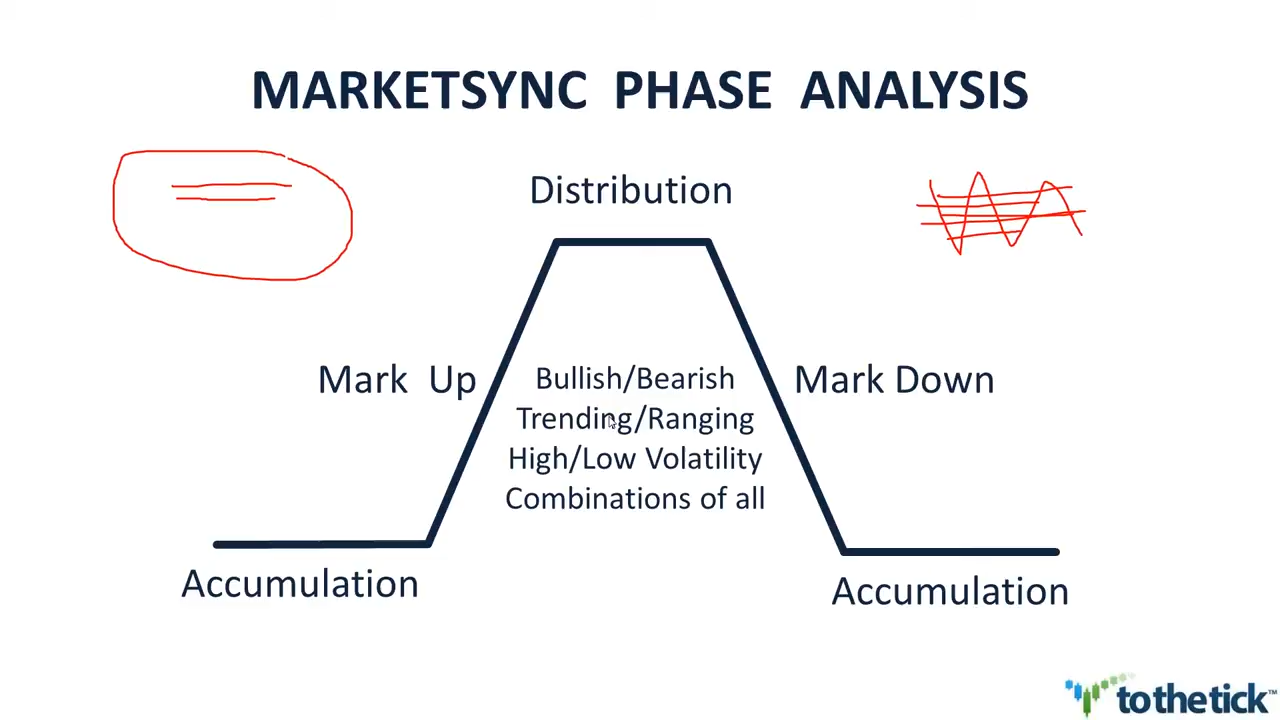 MARKETSYNC PHASE ANALYSIS
Distribution
Mark Up
Bullish/Bearish
Trending/Ranging
High/Low Volatility
Combinations of all
Mark Down
Accumulation
Accumulation
tothetick™